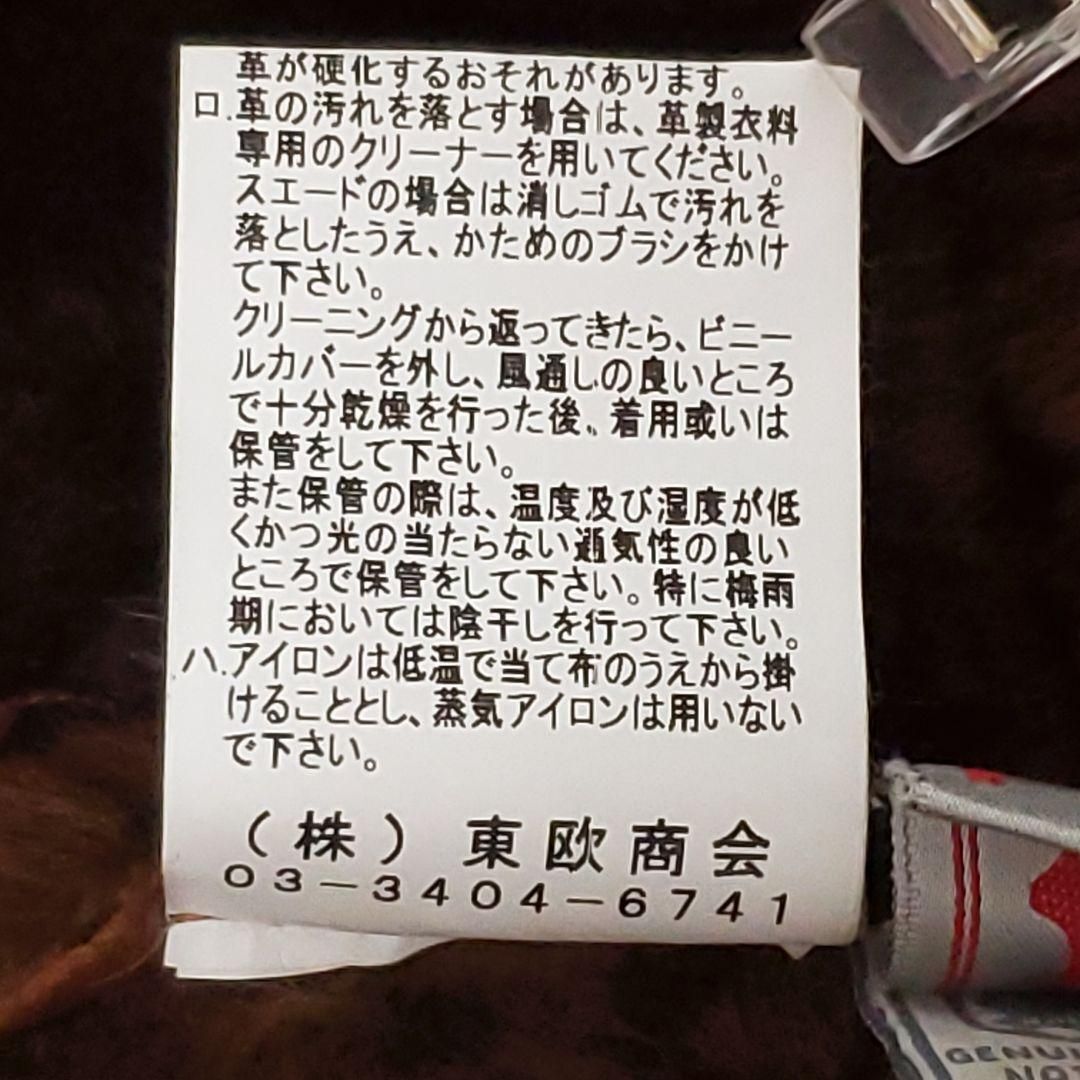 革が硬化するおそれがあります。
ロ.革の汚れを落とす場合は、革製衣料
専用のクリーナーを用いてください。
スエードの場合は消しゴムで汚れを
落としたうえ、かためのブラシをかけ
て下さい。
クリーニングから返ってきたら、ビニー
ルカバーを外し、風通しの良いところ
で十分乾燥を行った後、着用或いは
保管をして下さい。
また保管の際は、温度及び湿度が低
くかつ光の当たらない通気性の良い
ところで保管をして下さい。特に梅雨
期においては陰干しを行って下さい。
ハ.アイロンは低温で当て布のうえから掛
けることとし、蒸気アイロンは用いない
で下さい。
（株）東欧商会
03-3404-6741
GENU
NOT